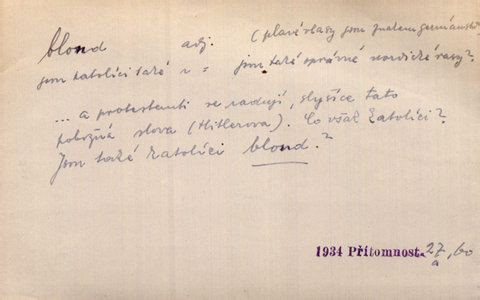 blond adj. (plavé vlasy jsou znakem germánství)
jsou katolíci také = jsou také správné nordické rasy?
... a protestanti se radují, slyšíce tato
pobožná slova (Hitlerova). Co však katolíci?
Jsou také katolíci blond?
1934 Přítomnost 27, 60
a